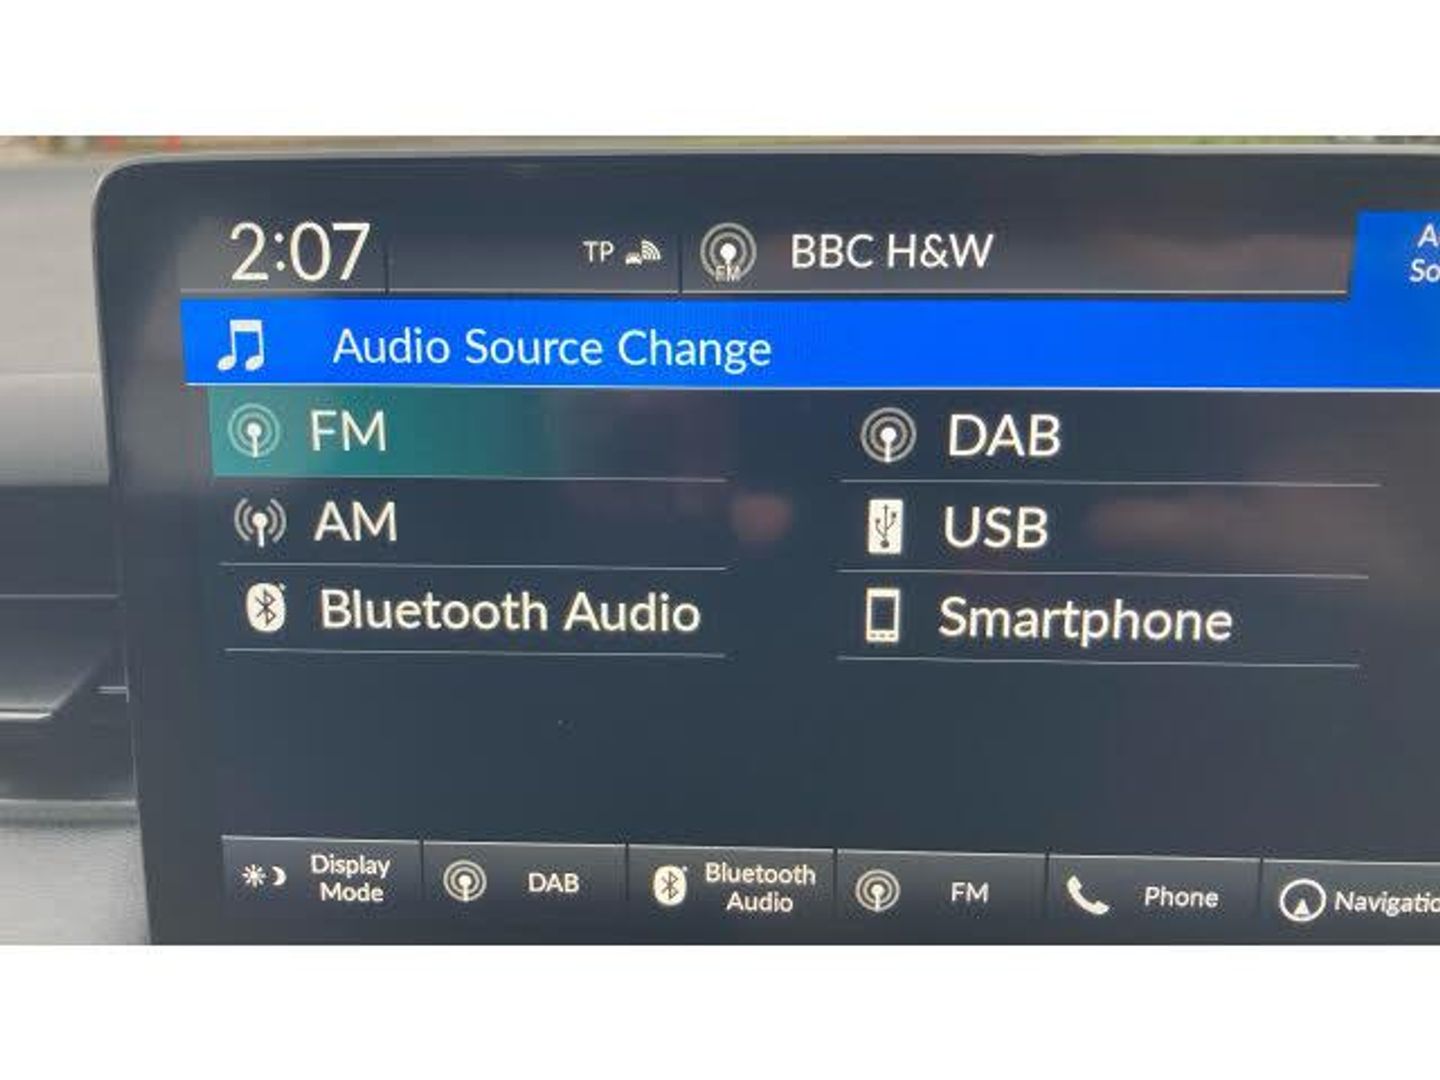 2:07 TP FM BBC H&W
Audio Source Change
FM DAB
AM USB
Bluetooth Audio Smartphone
Display Mode DAB Bluetooth Audio FM Phone